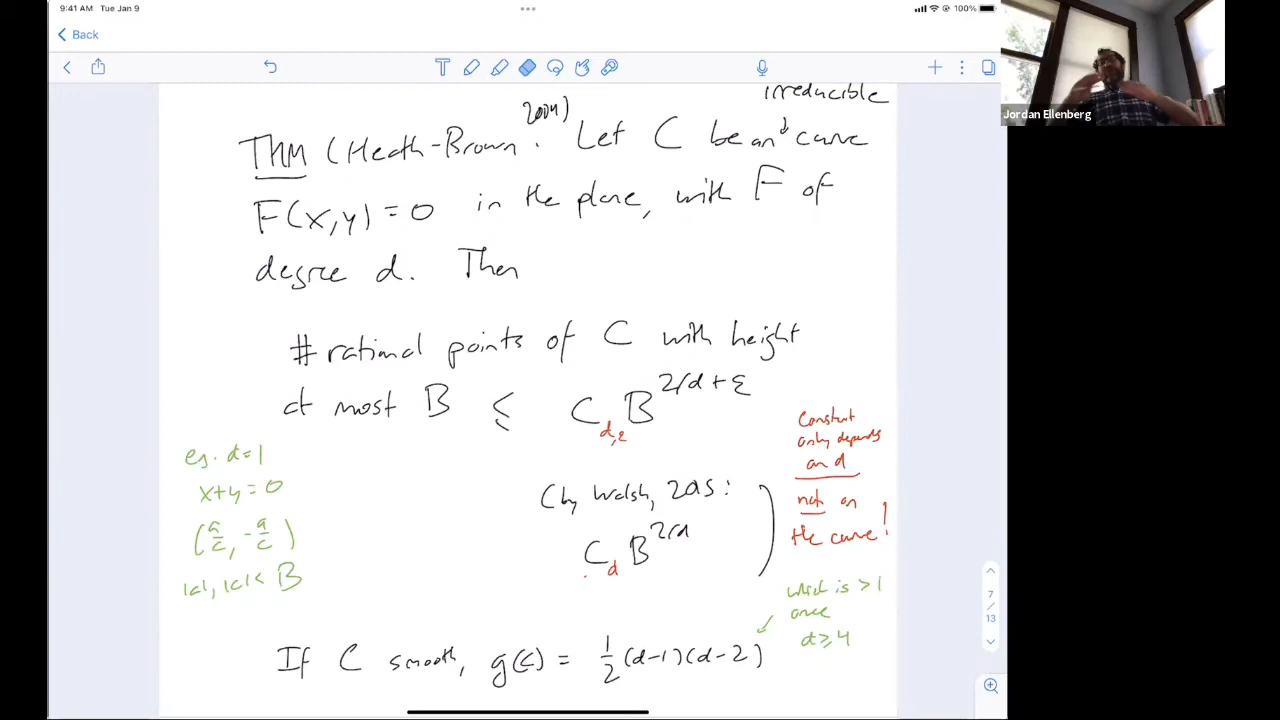 9:41 AM Tue Jan 9
100%
Back
Jordan Ellenberg
irreducible
2004)
THM (Heath-Brown. Let C be an curve
F(x,y) = 0 in the plane, with F of
degree d. Then
# rational points of C with height
at most B ≤ C_{d,ε} B^{2/d+ε}
Constant
only depends
on d
not on
the curve!
eg. d=1
x+y=0
(a/c, -a/c)
|a|, |c| < B
(by Walsh, 2015:
C_d B^{2/d}
)
which is >1
once
d≥4
If C smooth, g(C) = 1/2 (d-1)(d-2)
7
/
13